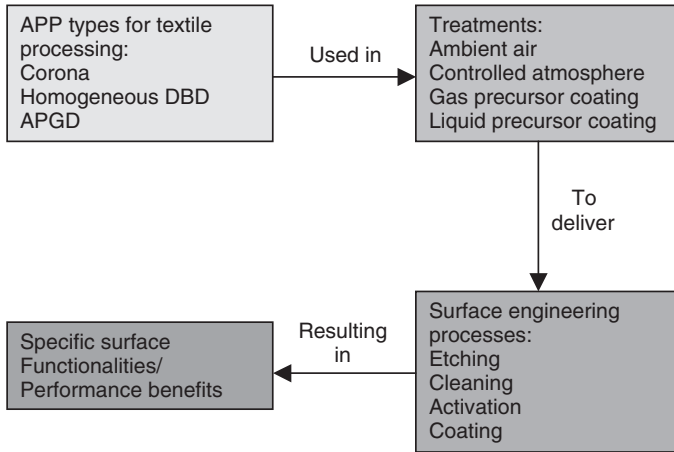 APP types for textile
processing:
Corona
Homogeneous DBD
APGD
Used in
Treatments:
Ambient air
Controlled atmosphere
Gas precursor coating
Liquid precursor coating
To
deliver
Surface engineering
processes:
Etching
Cleaning
Activation
Coating
Resulting
in
Specific surface
Functionalities/
Performance benefits